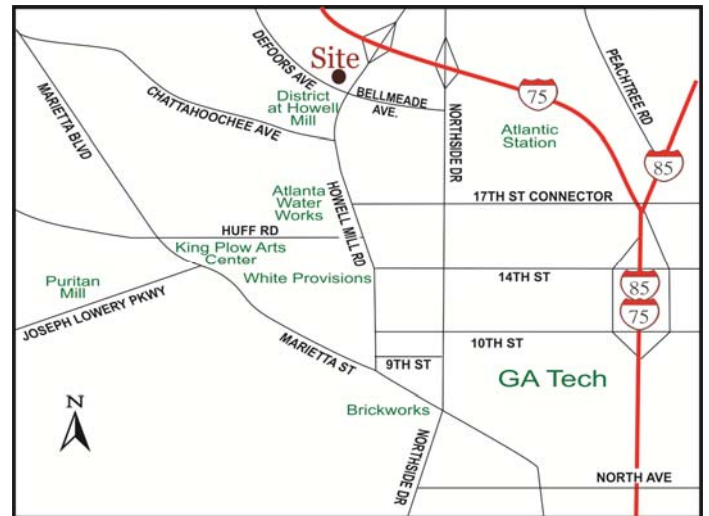 DEFOORS AVE
Site
District
at Howell
Mill
BELLMEADE
AVE.
PEACHTREE RD
75
MARIETTA BLVD
CHATTAHOOCHEE AVE
NORTHSIDE DR
Atlantic
Station
85
Atlanta
Water
Works
HOWELL MILL RD
17TH ST CONNECTOR
HUFF RD
King Plow Arts
Center
White Provisions
14TH ST
Puritan
Mill
JOSEPH LOWERY PKWY
85
75
MARIETTA ST
10TH ST
9TH ST
GA Tech
N
Brickworks
NORTHSIDE DR
NORTH AVE